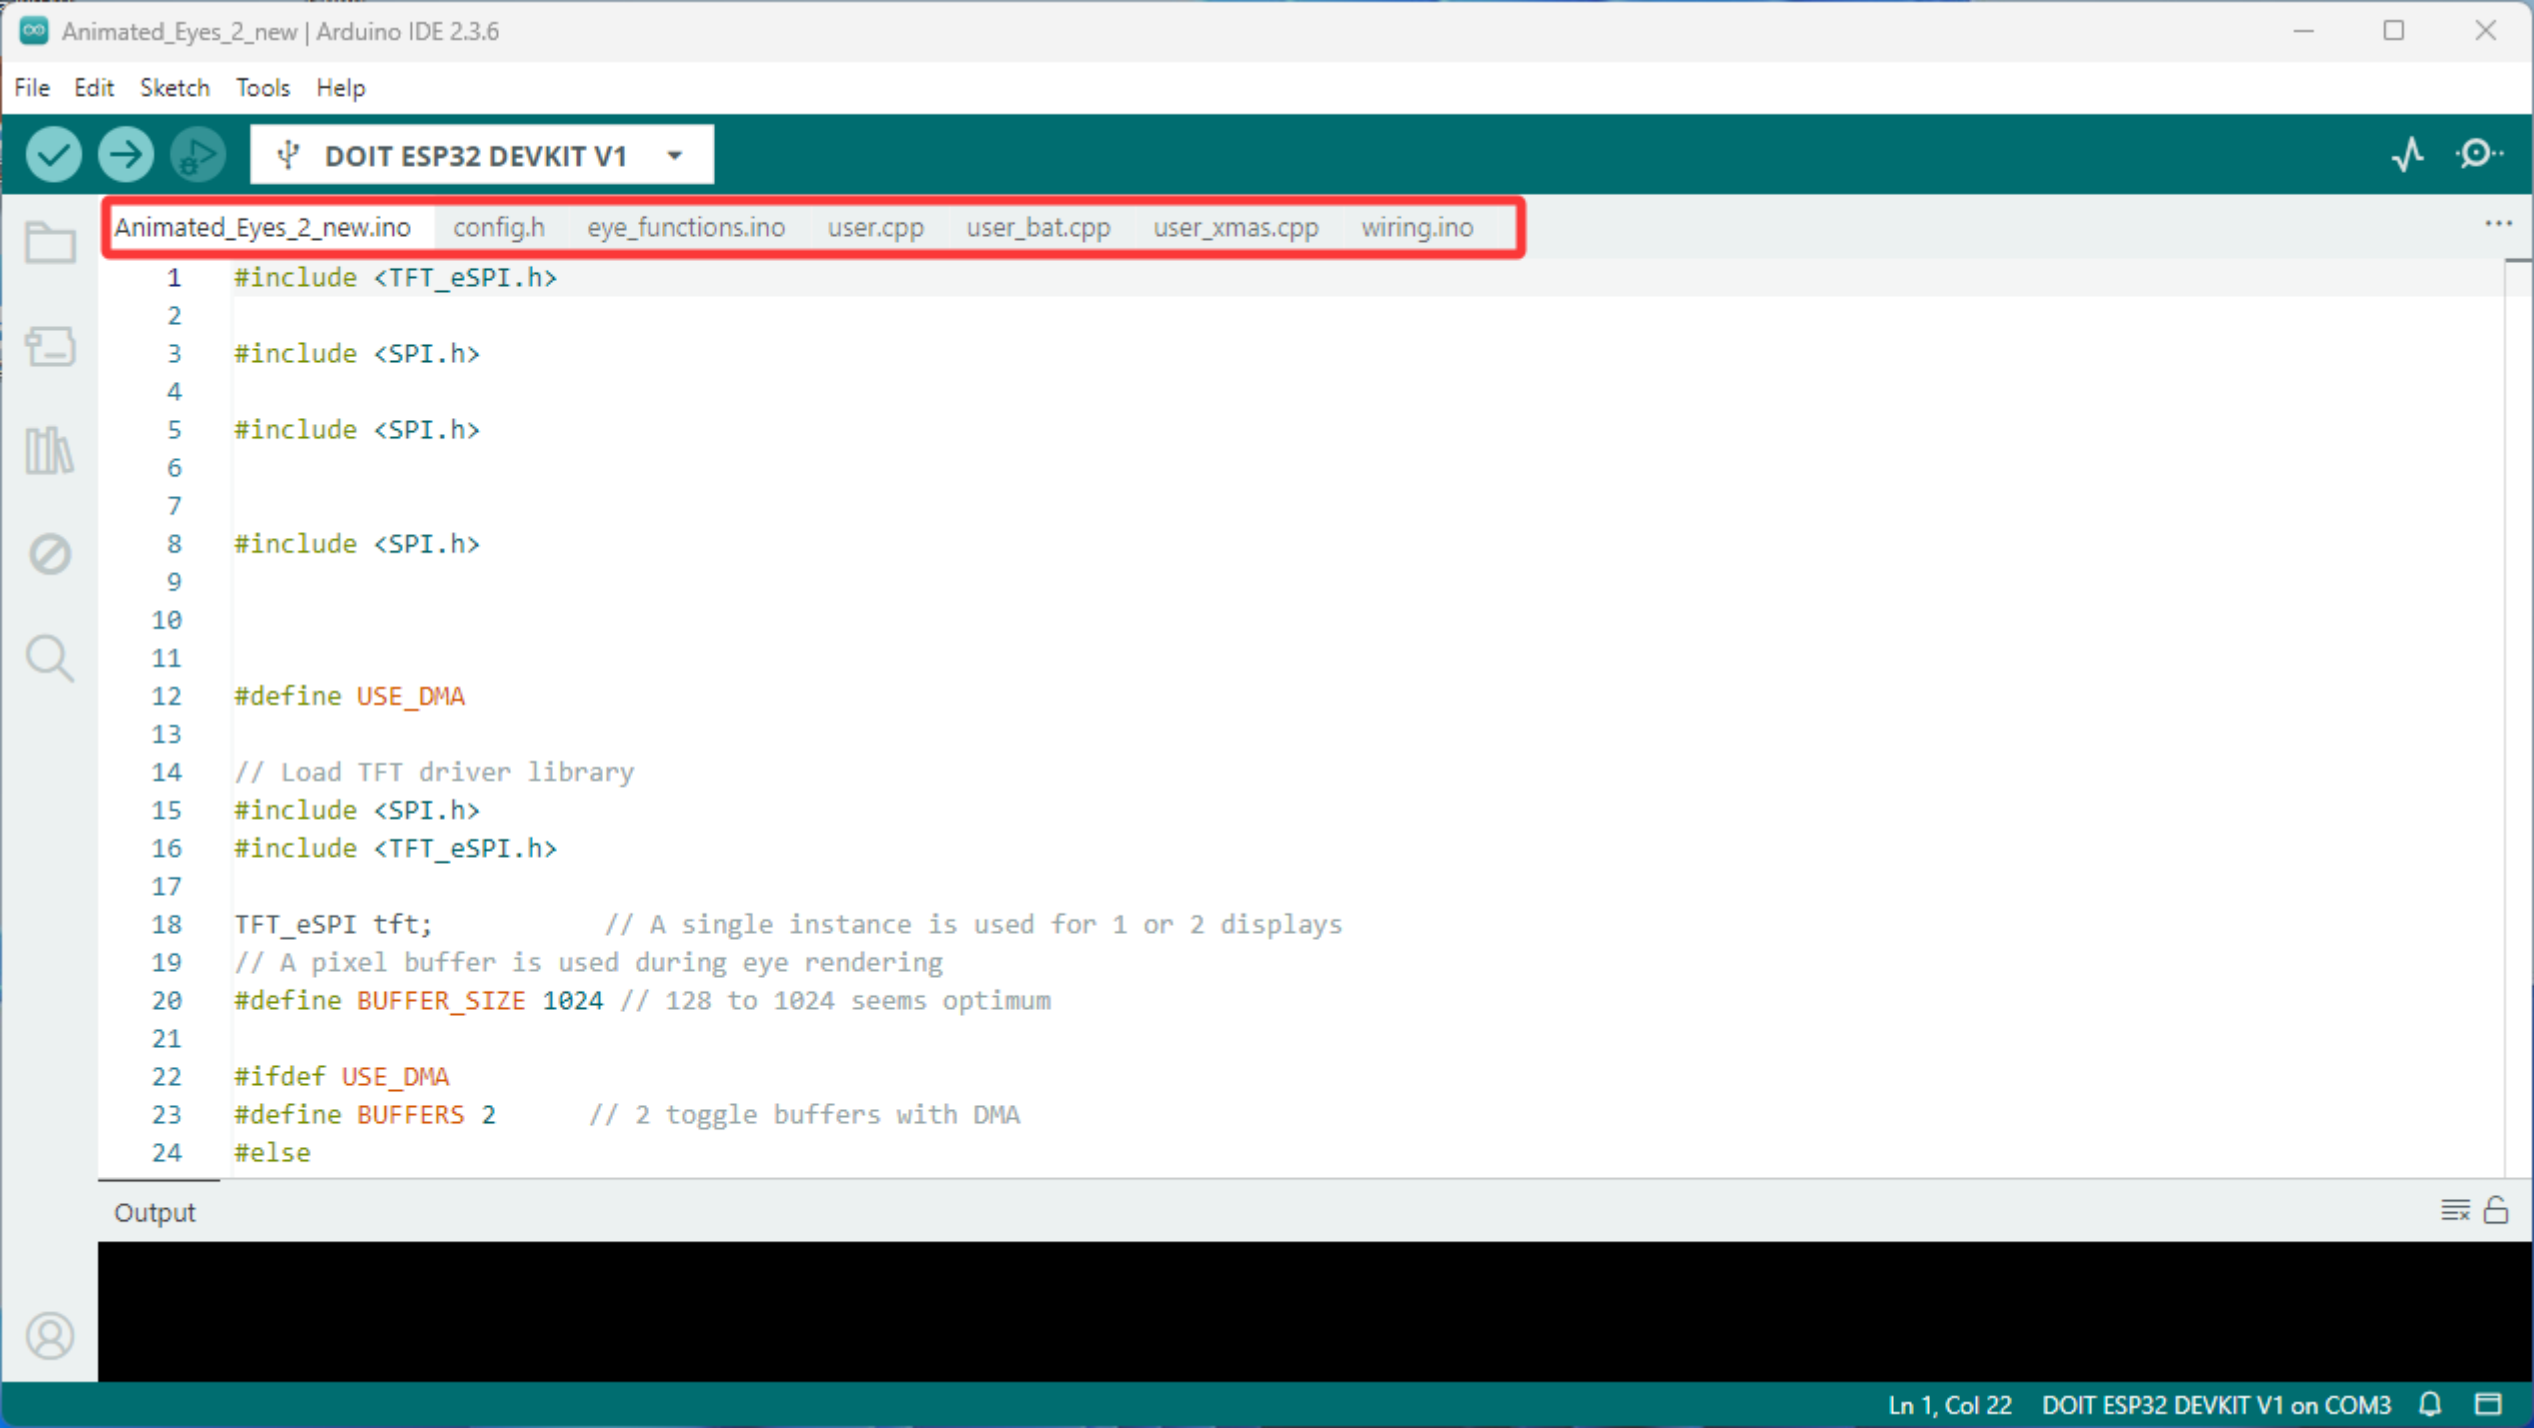 Animated_Eyes_2_new | Arduino IDE 2.3.6
File Edit Sketch Tools Help
DOIT ESP32 DEVKIT V1
Animated_Eyes_2_new.ino config.h eye_functions.ino user.cpp user_bat.cpp user_xmas.cpp wiring.ino
1 #include <TFT_eSPI.h>
2
3 #include <SPI.h>
4
5 #include <SPI.h>
6
7
8 #include <SPI.h>
9
10
11
12 #define USE_DMA
13
14 // Load TFT driver library
15 #include <SPI.h>
16 #include <TFT_eSPI.h>
17
18 TFT_eSPI tft; // A single instance is used for 1 or 2 displays
19 // A pixel buffer is used during eye rendering
20 #define BUFFER_SIZE 1024 // 128 to 1024 seems optimum
21
22 #ifdef USE_DMA
23 #define BUFFERS 2 // 2 toggle buffers with DMA
24 #else
Output
Ln 1, Col 22 DOIT ESP32 DEVKIT V1 on COM3